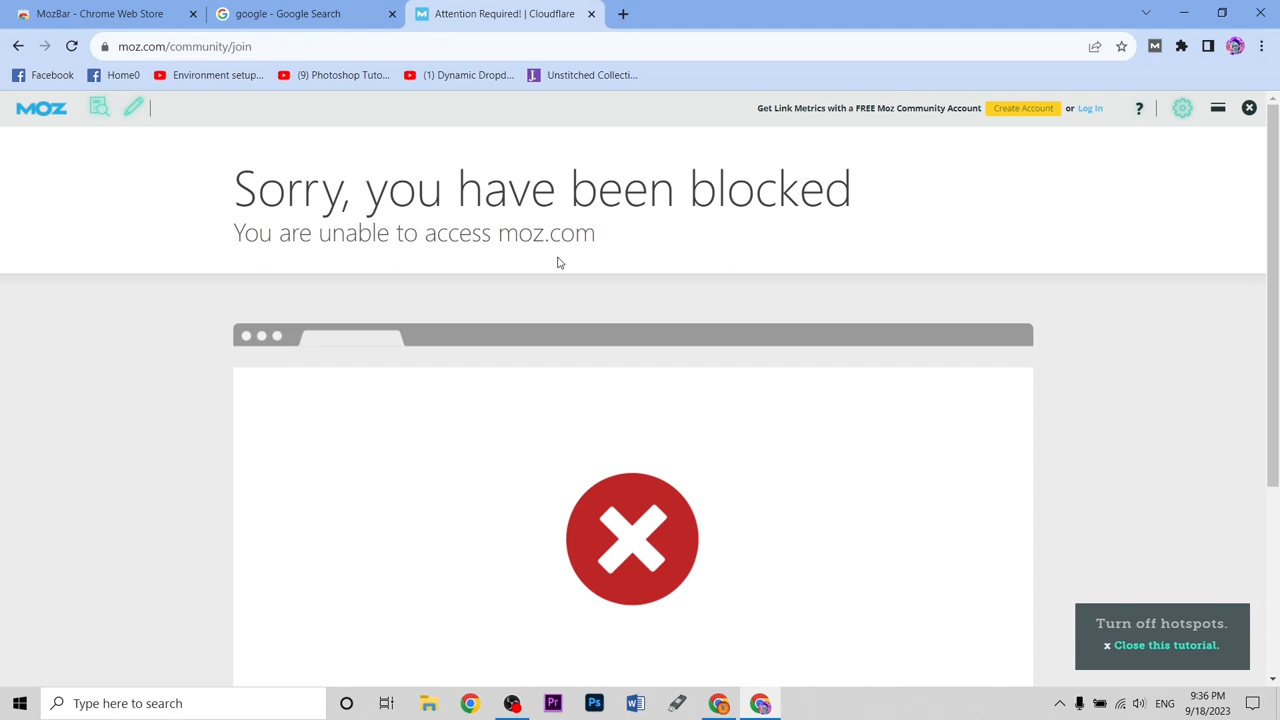 MozBar - Chrome Web Store
google - Google Search
Attention Required! | Cloudflare
moz.com/community/join
Facebook
Home0
Environment setup...
(9) Photoshop Tuto...
(1) Dynamic Dropd...
Unstitched Collecti...
MOZ
Get Link Metrics with a FREE Moz Community Account
Create Account
or
Log In
?
Sorry, you have been blocked
You are unable to access moz.com
Turn off hotspots.
x Close this tutorial.
Type here to search
Pr
Ps
ENG
9:36 PM
9/18/2023